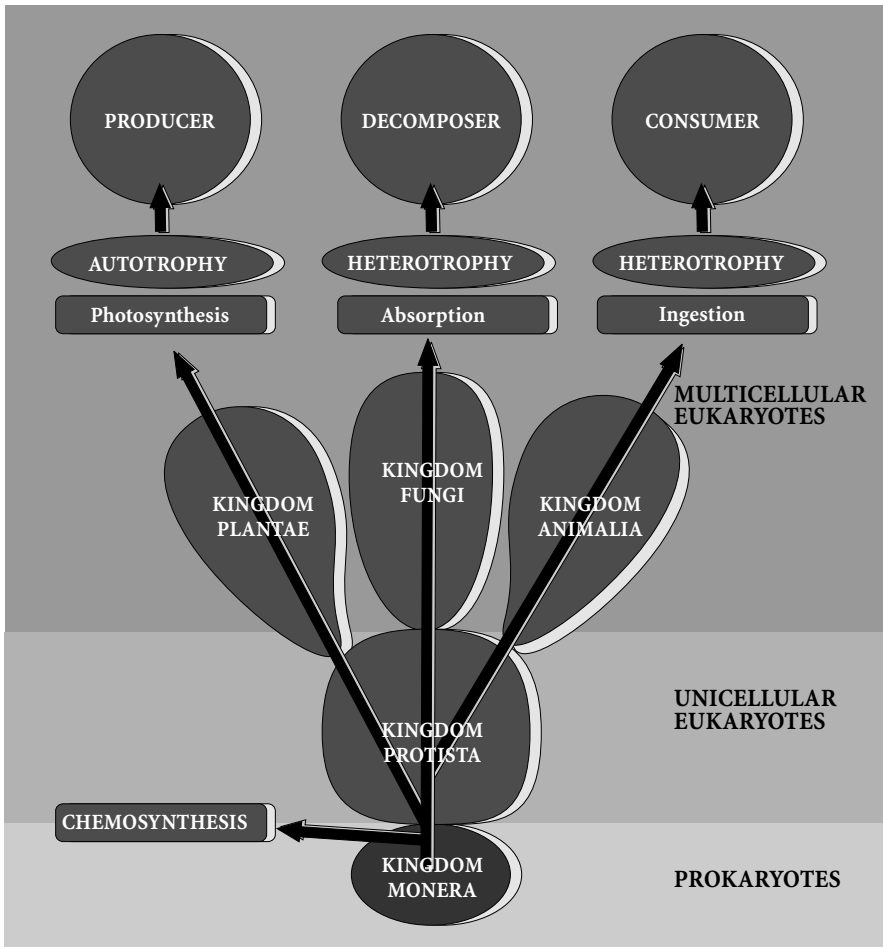 PRODUCER
DECOMPOSER
CONSUMER
AUTOTROPHY
HETEROTROPHY
HETEROTROPHY
Photosynthesis
Absorption
Ingestion
MULTICELLULAR
EUKARYOTES
KINGDOM
PLANTAE
KINGDOM
FUNGI
KINGDOM
ANIMALIA
UNICELLULAR
EUKARYOTES
KINGDOM
PROTISTA
CHEMOSYNTHESIS
KINGDOM
MONERA
PROKARYOTES